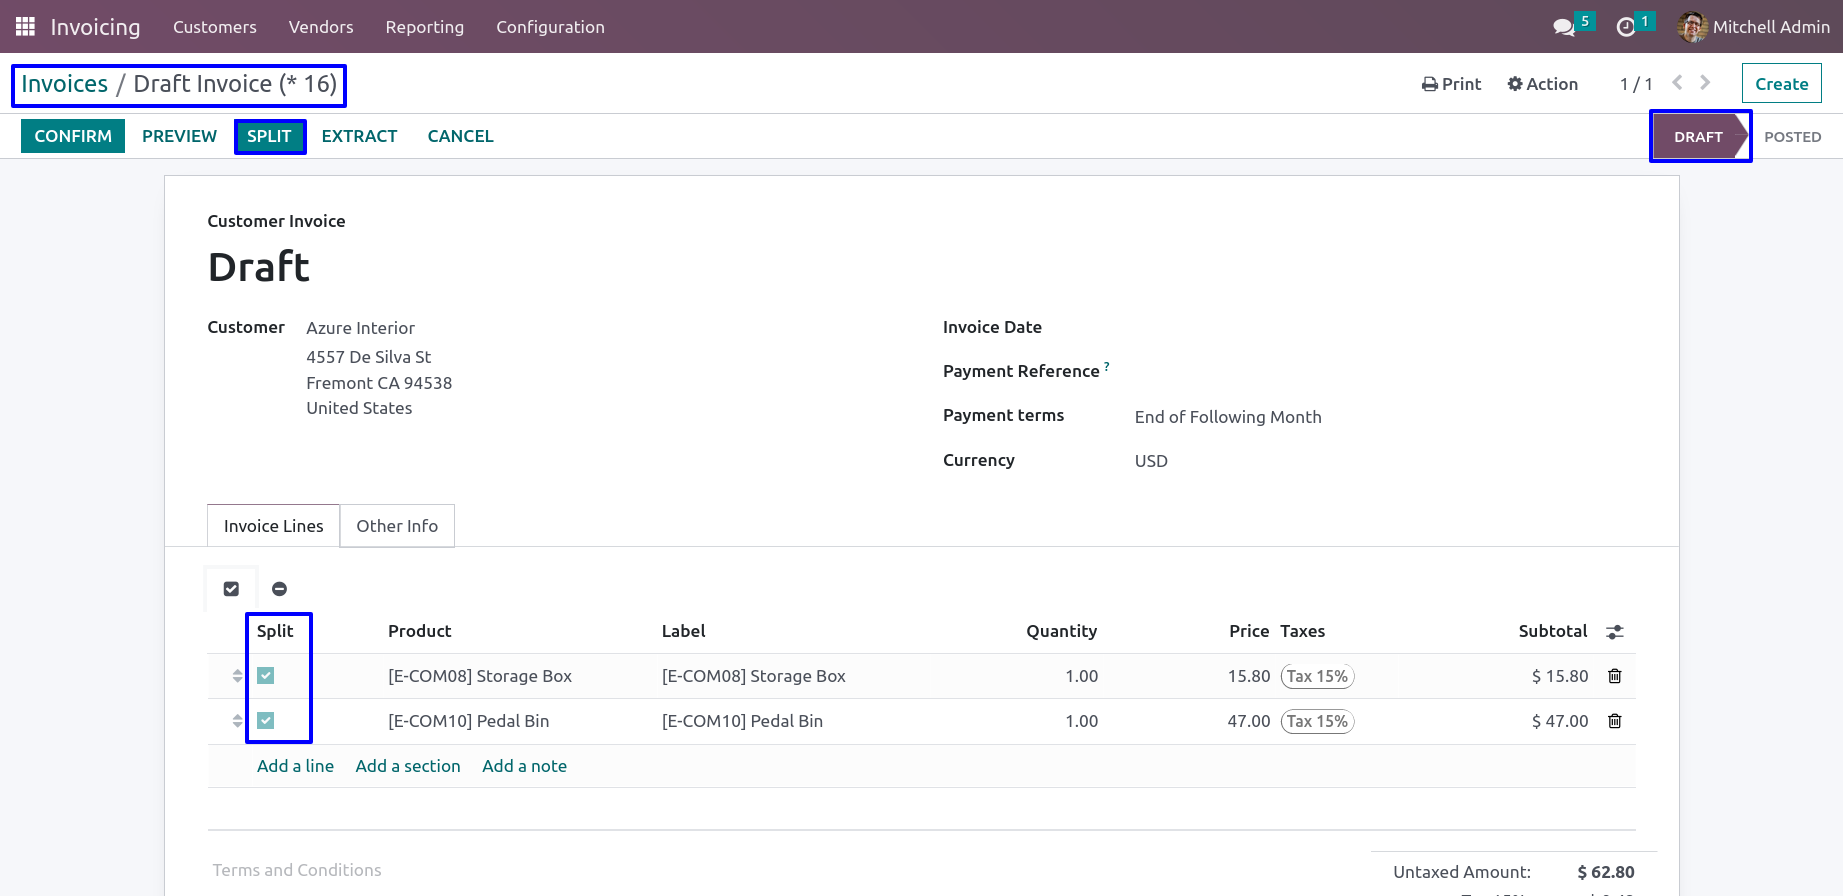 Invoicing Customers Vendors Reporting Configuration 5 1 Mitchell Admin
Invoices / Draft Invoice (* 16) Print Action 1 / 1 Create
CONFIRM PREVIEW SPLIT EXTRACT CANCEL DRAFT POSTED
Customer Invoice
Draft
Customer Azure Interior Invoice Date
4557 De Silva St
Fremont CA 94538
United States
Payment Reference ?
Payment terms End of Following Month
Currency USD
Invoice Lines Other Info
Split Product Label Quantity Price Taxes Subtotal
[E-COM08] Storage Box [E-COM08] Storage Box 1.00 15.80 Tax 15% $ 15.80
[E-COM10] Pedal Bin [E-COM10] Pedal Bin 1.00 47.00 Tax 15% $ 47.00
Add a line Add a section Add a note
Terms and Conditions
Untaxed Amount: $ 62.80